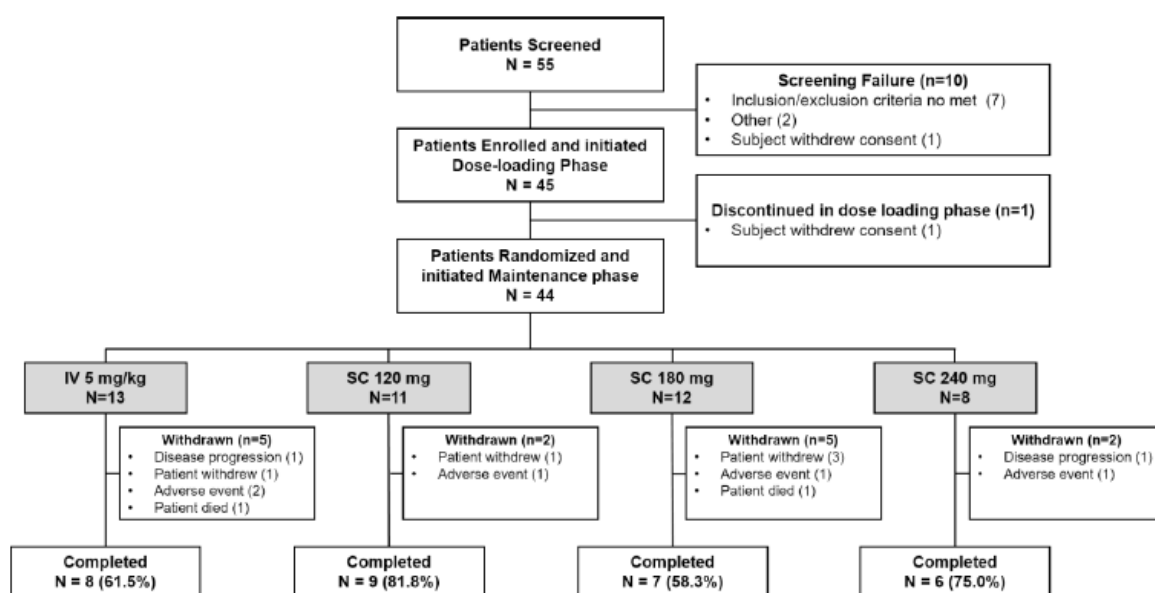 Patients Screened
N = 55
Screening Failure (n=10)
• Inclusion/exclusion criteria no met (7)
• Other (2)
• Subject withdrew consent (1)
Patients Enrolled and initiated
Dose-loading Phase
N = 45
Discontinued in dose loading phase (n=1)
• Subject withdrew consent (1)
Patients Randomized and
initiated Maintenance phase
N = 44
IV 5 mg/kg
N=13
SC 120 mg
N=11
SC 180 mg
N=12
SC 240 mg
N=8
Withdrawn (n=5)
• Disease progression (1)
• Patient withdrew (1)
• Adverse event (2)
• Patient died (1)
Withdrawn (n=2)
• Patient withdrew (1)
• Adverse event (1)
Withdrawn (n=5)
• Patient withdrew (3)
• Adverse event (1)
• Patient died (1)
Withdrawn (n=2)
• Disease progression (1)
• Adverse event (1)
Completed
N = 8 (61.5%)
Completed
N = 9 (81.8%)
Completed
N = 7 (58.3%)
Completed
N = 6 (75.0%)